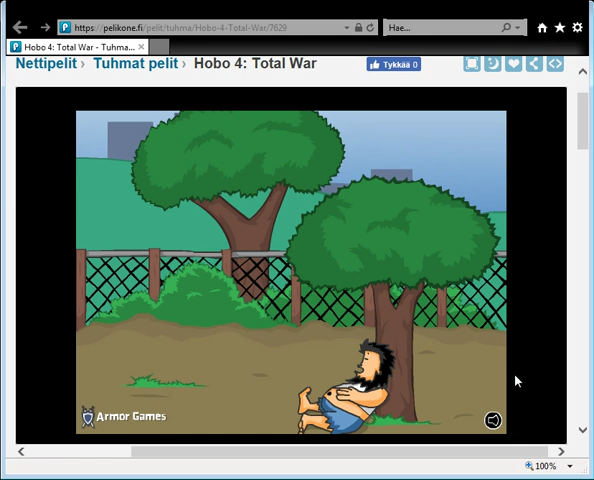 https://pelikone.fi/pelit/tuhma/Hobo-4-Total-War/7629
Hae...
Hobo 4: Total War - Tuhma...
Nettipelit › Tuhmat pelit › Hobo 4: Total War
Tykkää 0
Armor Games
100%